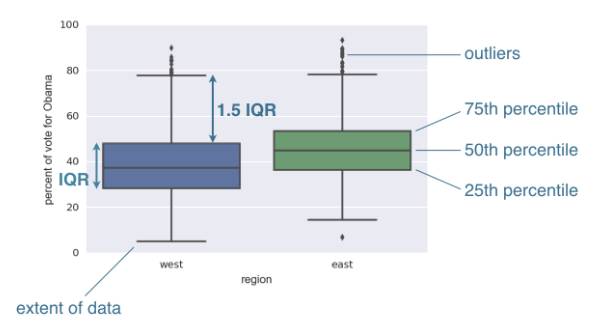 100
80
60
40
20
0
percent of vote for Obama
1.5 IQR
IQR
outliers
75th percentile
50th percentile
25th percentile
west
east
region
extent of data